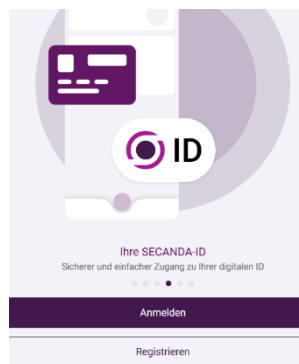 ID
Ihre SECANDA-ID
Sicherer und einfacher Zugang zu Ihrer digitalen ID
Anmelden
Registrieren